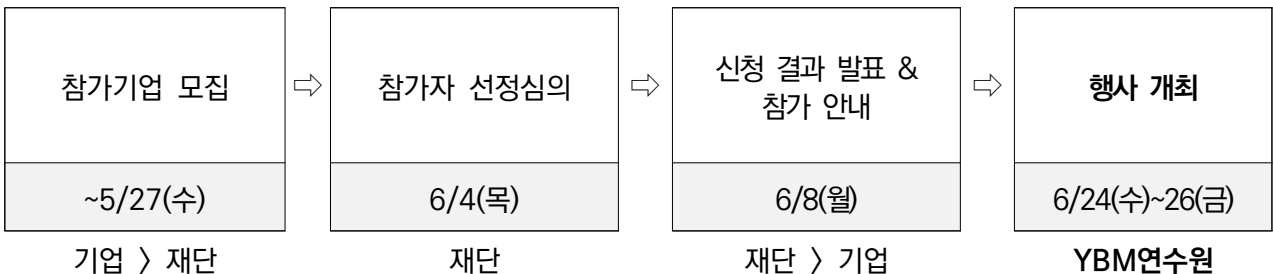 참가기업 모집
~5/27(수)
기업 〉 재단
⇨
참가자 선정심의
6/4(목)
재단
⇨
신청 결과 발표 &
참가 안내
6/8(월)
재단 〉 기업
⇨
행사 개최
6/24(수)~26(금)
YBM연수원